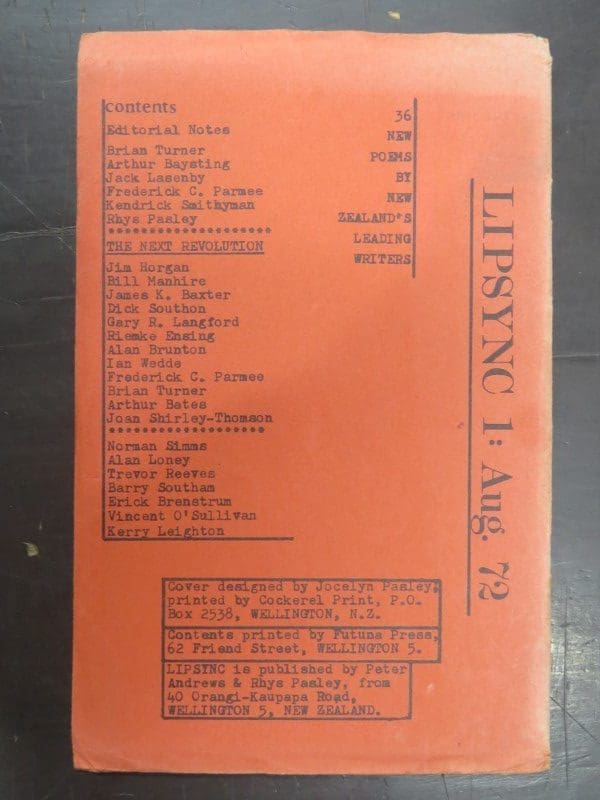 contents
Editorial Notes
Brian Turner
Arthur Baysting
Jack Lasenby
Frederick C. Parmee
Kendrick Smithyman
Rhys Pasley
THE NEXT REVOLUTION
Jim Horgan
Bill Manhire
James K. Baxter
Dick Southon
Gary R. Langford
Riemke Ensing
Alan Brunton
Ian Wedde
Frederick C. Parmee
Brian Turner
Arthur Bates
Joan Shirley-Thomson
Norman Simms
Alan Loney
Trevor Reeves
Barry Southam
Erick Brenstrum
Vincent O'Sullivan
Kerry Leighton
36
NEW
POEMS
BY
NEW
ZEALAND'S
LEADING
WRITERS
LIPSYNC 1: Aug. 72
Cover designed by Jocelyn Pasley,
printed by Cockerel Print, P.O.
Box 2538, WELLINGTON, N.Z.
Contents printed by Futuna Press,
62 Friend Street, WELLINGTON 5.
LIPSYNC is published by Peter
Andrews & Rhys Pasley, from
40 Orangi-Kaupapa Road,
WELLINGTON 5, NEW ZEALAND.